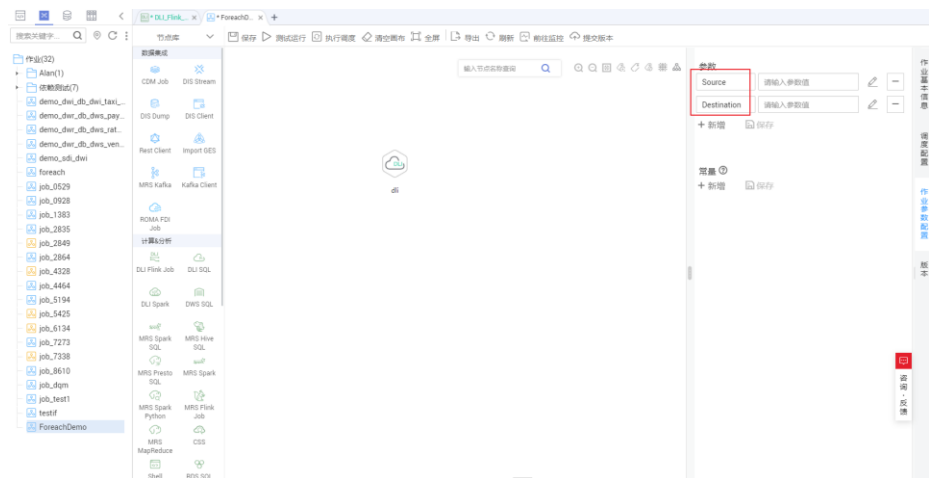 DLI_Flink_... × * ForeachD... × +
搜索关键字...
节点库
保存 测试运行 执行调度 清空画布 全屏 导出 刷新 前往监控 提交版本
作业(32)
Alan(1)
依赖测试(7)
demo_dwi_db_dwi_taxi_...
demo_dwr_db_dws_pay...
demo_dwr_db_dws_rat...
demo_dwr_db_dws_ven...
demo_sdi_dwi
foreach
job_0529
job_0928
job_1383
job_2835
job_2849
job_2864
job_4328
job_4464
job_5194
job_5425
job_6134
job_7273
job_7338
job_8610
job_dqm
job_test1
testif
ForeachDemo
数据集成
CDM Job DIS Stream
DIS Dump DIS Client
Rest Client Import GES
MRS Kafka Kafka Client
ROMA FDI
Job
计算&分析
DLI Flink Job DLI SQL
DLI Spark DWS SQL
MRS Spark MRS Hive
SQL SQL
MRS Presto MRS Spark
SQL
MRS Spark MRS Flink
Python Job
MRS CSS
MapReduce
Shell RDS SQL
输入节点名称查询
DLI
dli
参数
Source 请输入参数值
Destination 请输入参数值
+ 新增 保存
常量
+ 新增 保存
作业基本信息
调度配置
作业参数配置
版本
咨询·反馈